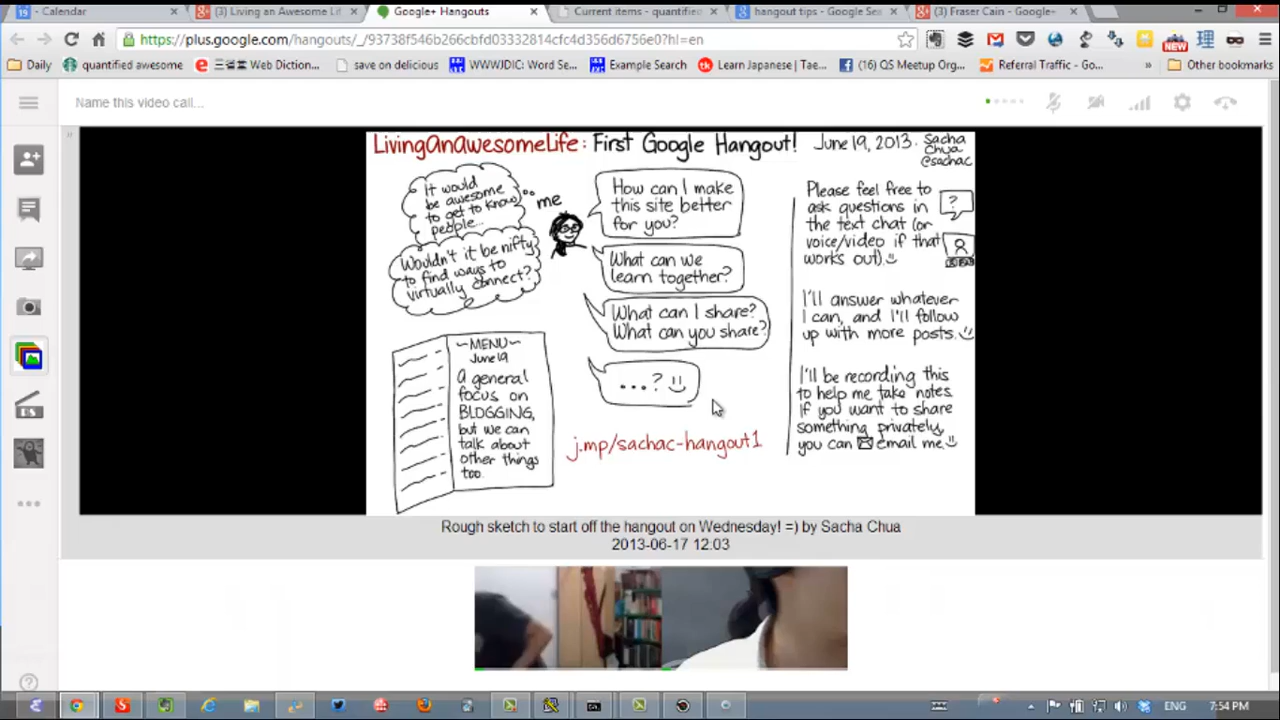 - Calendar
(3) Living an Awesome Lif
Google+ Hangouts
Current items - quantified
hangout tips - Google Sea
(3) Fraser Cain - Google+
https://plus.google.com/hangouts/_/93738f546b266cbfd03332814cfc4d356d6756e0?hl=en
NEW
Daily
quantified awesome
Web Diction...
save on delicious
WWWJDIC: Word Se...
Example Search
Learn Japanese | Tae...
(16) QS Meetup Org...
Referral Traffic - Go...
»
Other bookmarks
Name this video call...
LivingAnAwesomeLife: First Google Hangout! June 19, 2013.
Sacha
Chua
@sachac
It would
be awesome
to get to know
people...
Wouldn't it be nifty
to find ways to
virtually connect?
me
How can I make
this site better
for you?
What can we
learn together?
What can I share?
What can you share?
...?
~MENU~
June 19
A general
focus on
BLOGGING,
but we can
talk about
other things
too.
j.mp/sachac-hangout1
Please feel free to
ask questions in
the text chat (or
voice/video if that
works out).
?
I'll answer whatever
I can, and I'll follow
up with more posts.
I'll be recording this
to help me take notes.
If you want to share
something privately,
you can email me.
Rough sketch to start off the hangout on Wednesday! =) by Sacha Chua
2013-06-17 12:03
ENG
7:54 PM